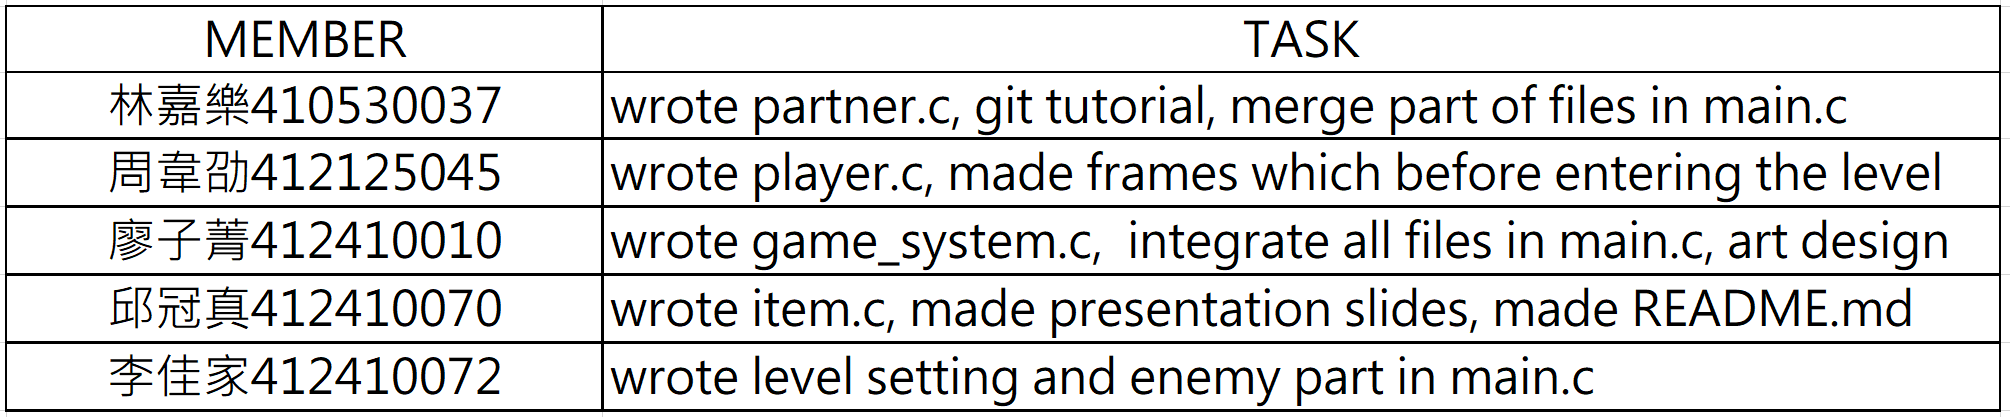 MEMBER TASK
林嘉樂410530037 wrote partner.c, git tutorial, merge part of files in main.c
周韋劭412125045 wrote player.c, made frames which before entering the level
廖子菁412410010 wrote game_system.c,  integrate all files in main.c, art design
邱冠真412410070 wrote item.c, made presentation slides, made README.md
李佳家412410072 wrote level setting and enemy part in main.c